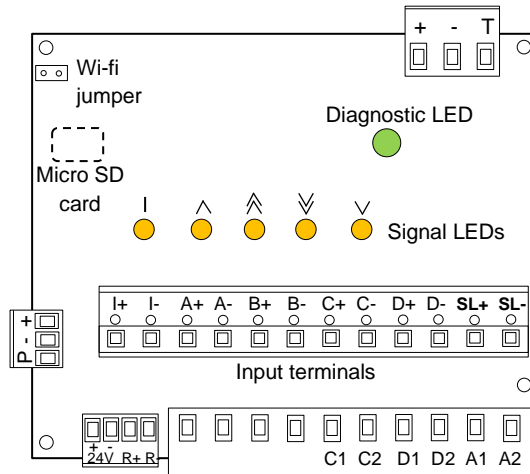 + - T
Wi-fi
jumper
Diagnostic LED
Micro SD
card
I
Signal LEDs
I+ I- A+ A- B+ B- C+ C- D+ D- SL+ SL-
P - +
Input terminals
+ -
24V R+ R-
C1 C2 D1 D2 A1 A2